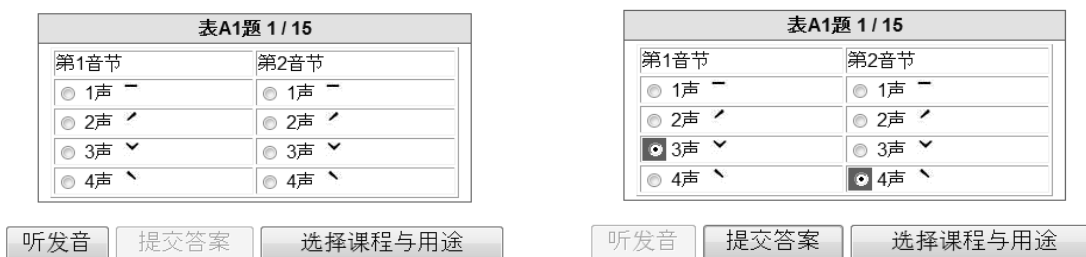 表A1题 1 / 15
第1音节 第2音节
1声 ˉ 1声 ˉ
2声 ˊ 2声 ˊ
3声 ˇ 3声 ˇ
4声 ˋ 4声 ˋ
听发音 提交答案 选择课程与用途
表A1题 1 / 15
第1音节 第2音节
1声 ˉ 1声 ˉ
2声 ˊ 2声 ˊ
3声 ˇ 3声 ˇ
4声 ˋ 4声 ˋ
听发音 提交答案 选择课程与用途